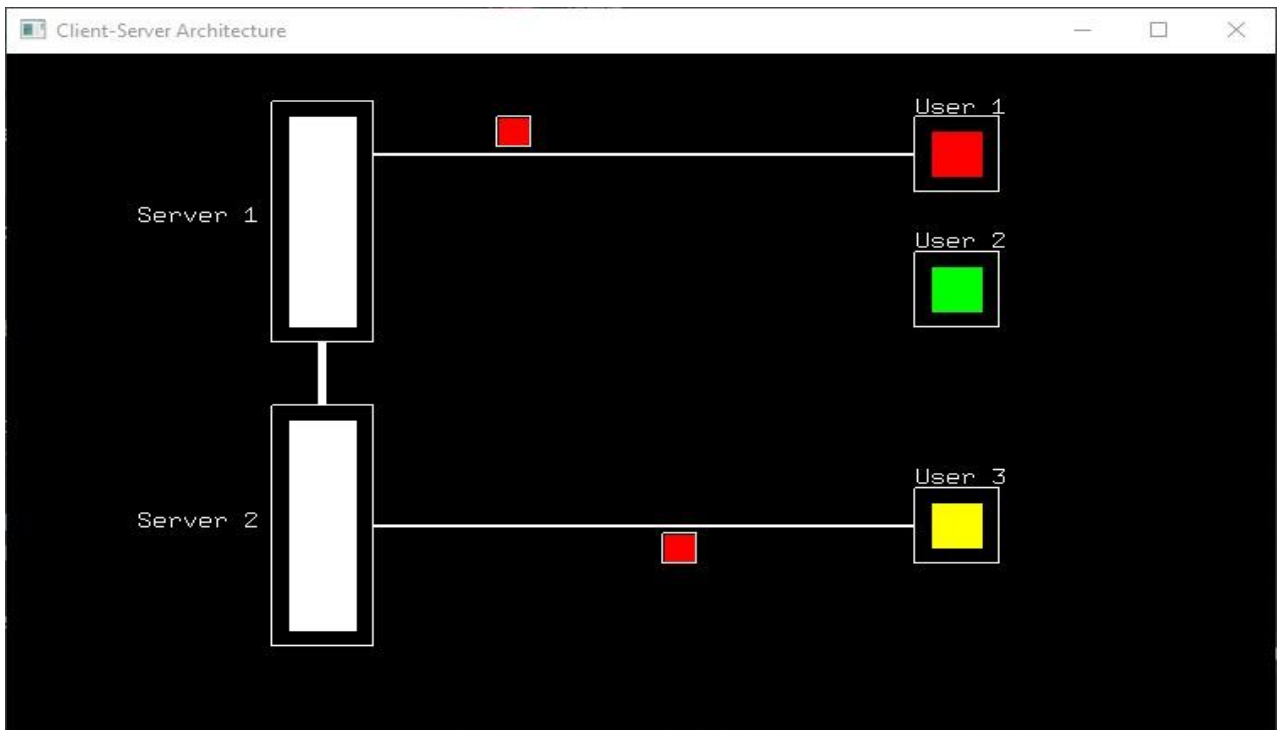 Client-Server Architecture
User 1
Server 1
User 2
User 3
Server 2